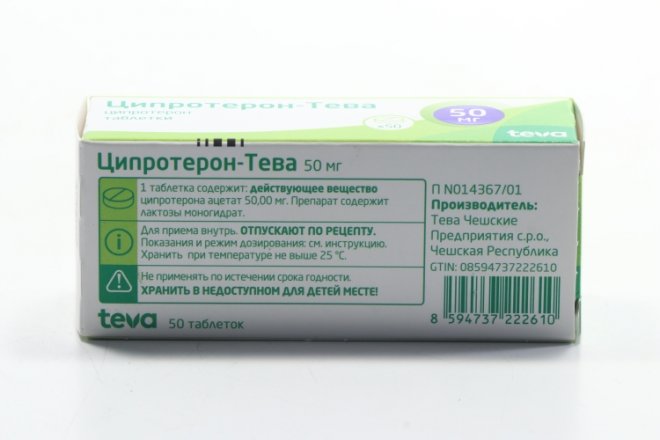 Ципротерон-Тева
ципротерон
таблетки
x50
50
мг
teva
Ципротерон-Тева 50 мг
1 таблетка содержит: действующее вещество
ципротерона ацетат 50,00 мг. Препарат содержит
лактозы моногидрат.
Для приема внутрь. ОТПУСКАЮТ ПО РЕЦЕПТУ.
Показания и режим дозирования: см. инструкцию.
Хранить при температуре не выше 25 °C.
Не применять по истечении срока годности.
ХРАНИТЬ В НЕДОСТУПНОМ ДЛЯ ДЕТЕЙ МЕСТЕ!
teva 50 таблеток
П N014367/01
Производитель:
Тева Чешские
Предприятия с.р.о.,
Чешская Республика
GTIN: 08594737222610
8 594737 222610